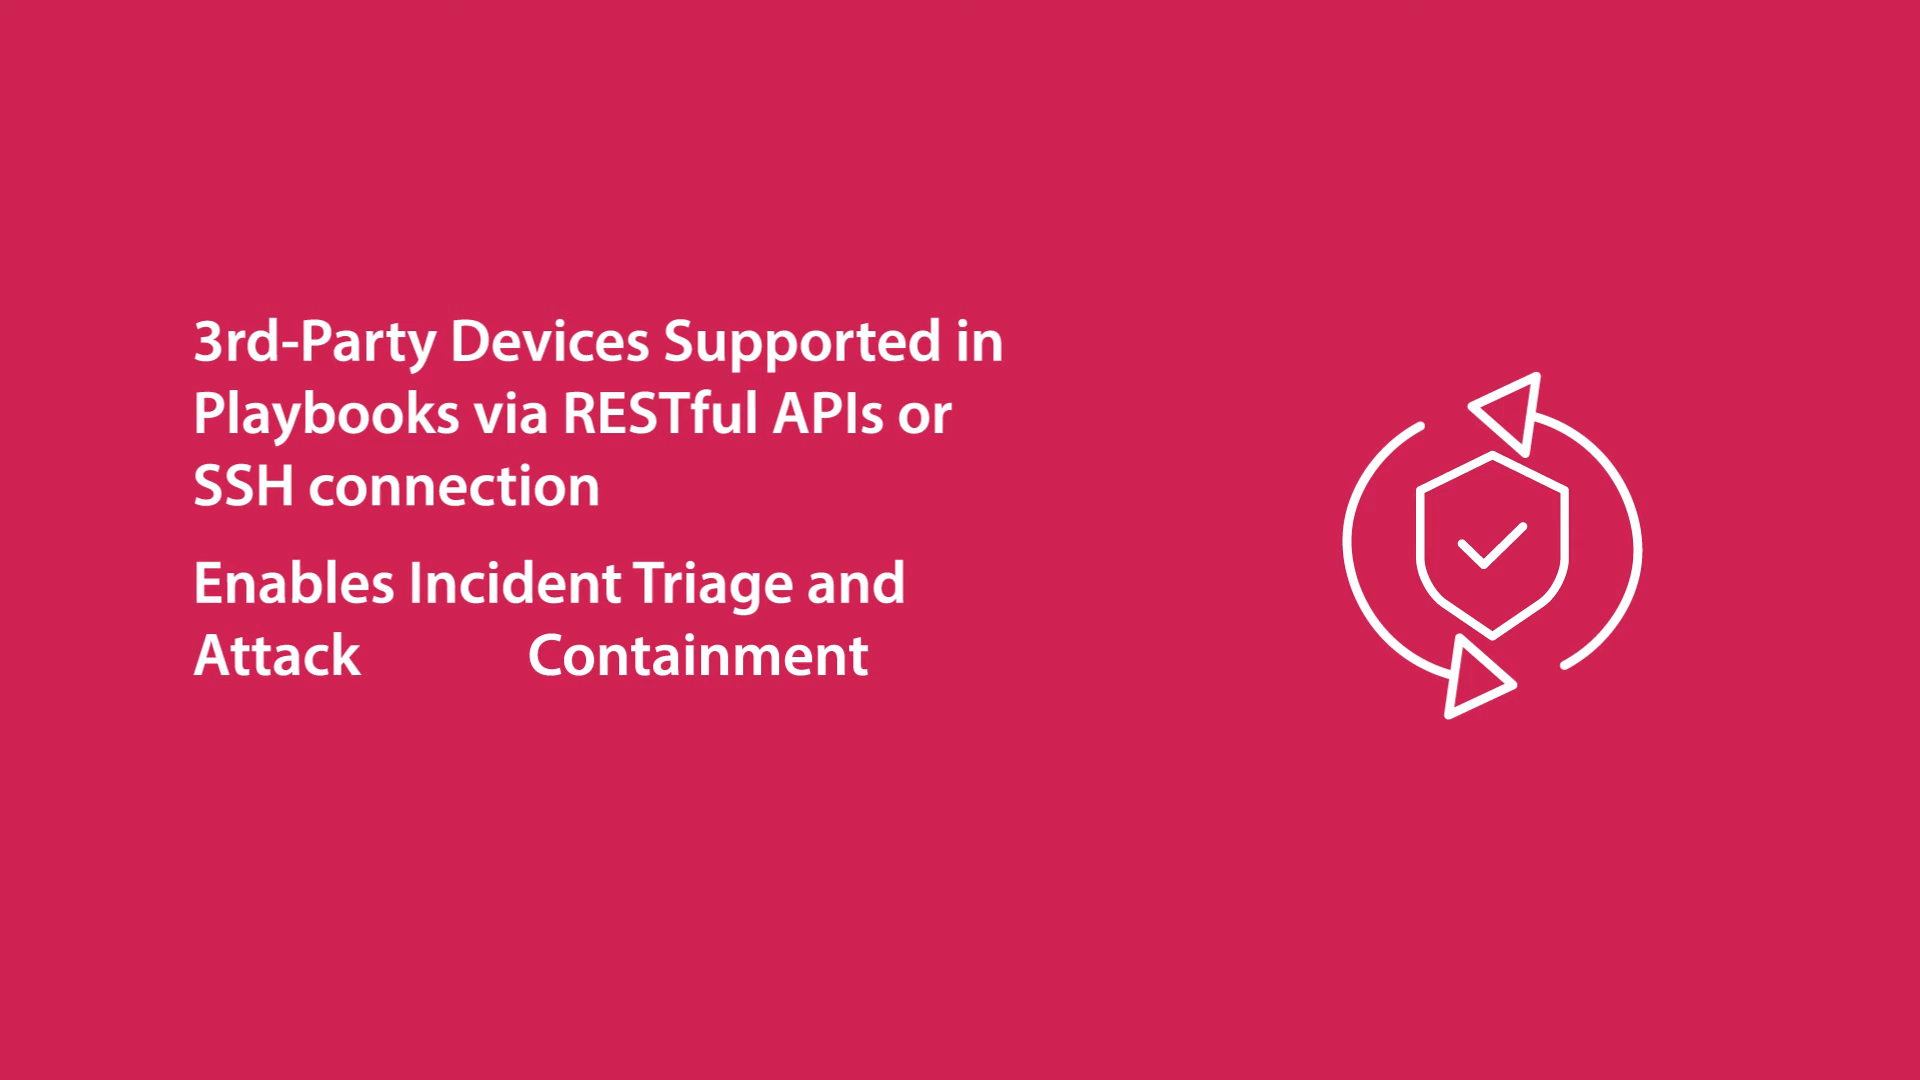 3rd-Party Devices Supported in
Playbooks via RESTful APIs or
SSH connection
Enables Incident Triage and
Attack Containment